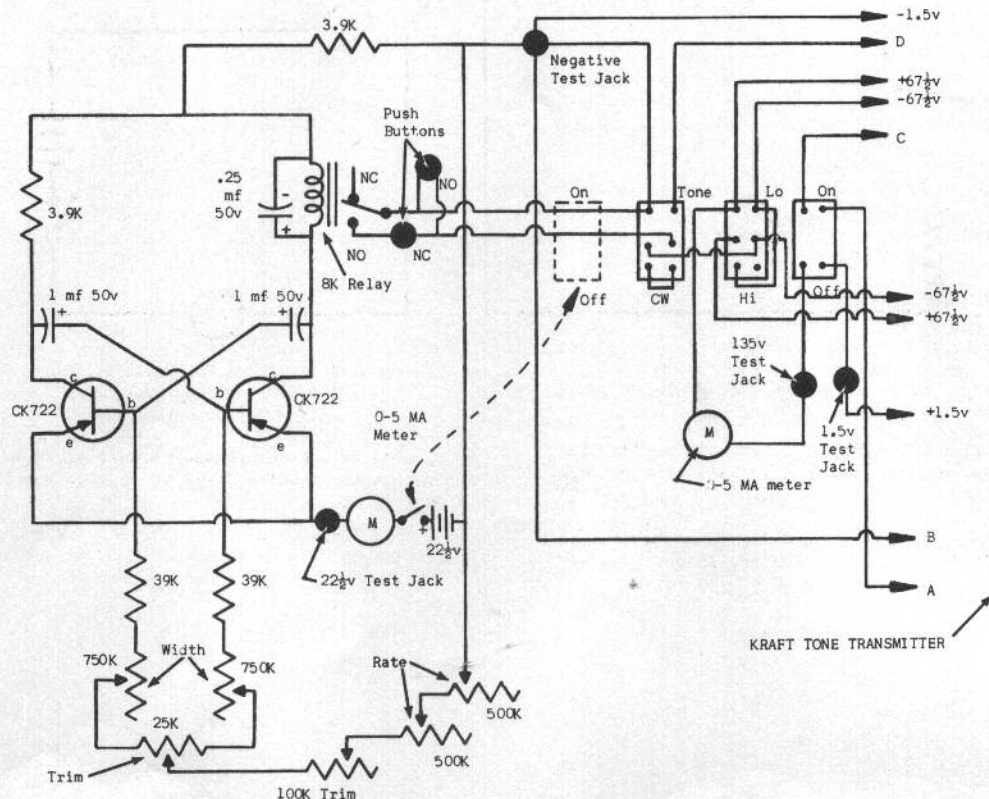 3.9K
-1.5v
D
Negative
Test Jack
+67½v
-67½v
C
Push
Buttons
.25
mf
50v
-
+
NC
NO
NO
NC
8K Relay
3.9K
On
Off
Tone
CW
Lo
Hi
On
Off
-67½v
+67½v
1 mf 50v
+
1 mf 50v
+
135v
Test
Jack
+1.5v
1.5v
Test
Jack
c
b
e
CK722
c
b
e
CK722
0-5 MA
Meter
M
0-5 MA meter
M
+
22½v
22½v Test Jack
B
A
39K
39K
KRAFT TONE TRANSMITTER
750K
Width
750K
Rate
500K
500K
25K
Trim
100K Trim